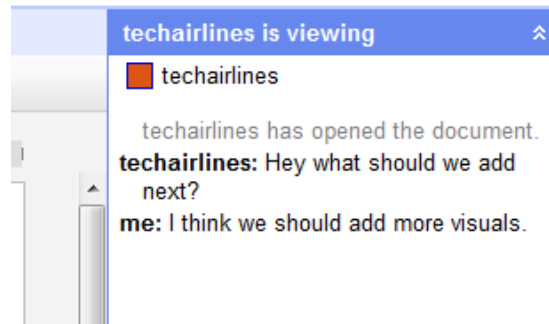 techairlines is viewing
techairlines
techairlines has opened the document.
techairlines: Hey what should we add
next?
me: I think we should add more visuals.